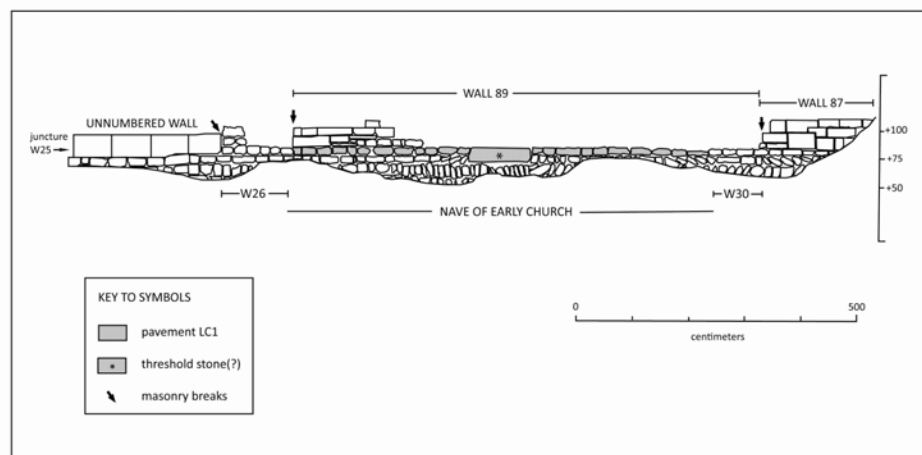 WALL 89
WALL 87
UNNUMBERED WALL
juncture
W25
+100
+75
+50
*
W26
W30
NAVE OF EARLY CHURCH
KEY TO SYMBOLS
pavement LC1
* threshold stone(?)
masonry breaks
0 500
centimeters